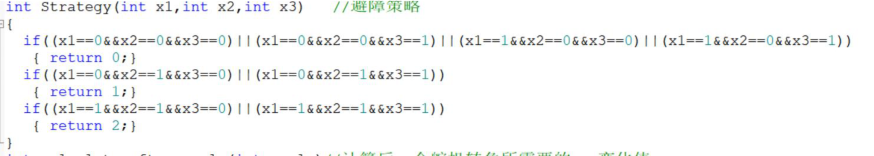 int Strategy(int x1,int x2,int x3)   //避障策略
{
  if((x1==0&&x2==0&&x3==0)||(x1==0&&x2==0&&x3==1)||(x1==1&&x2==0&&x3==0)||(x1==1&&x2==0&&x3==1))
   { return 0;}
  if((x1==0&&x2==1&&x3==0)||(x1==0&&x2==1&&x3==1))
   { return 1;}
  if((x1==1&&x2==1&&x3==0)||(x1==1&&x2==1&&x3==1))
   { return 2;}
}